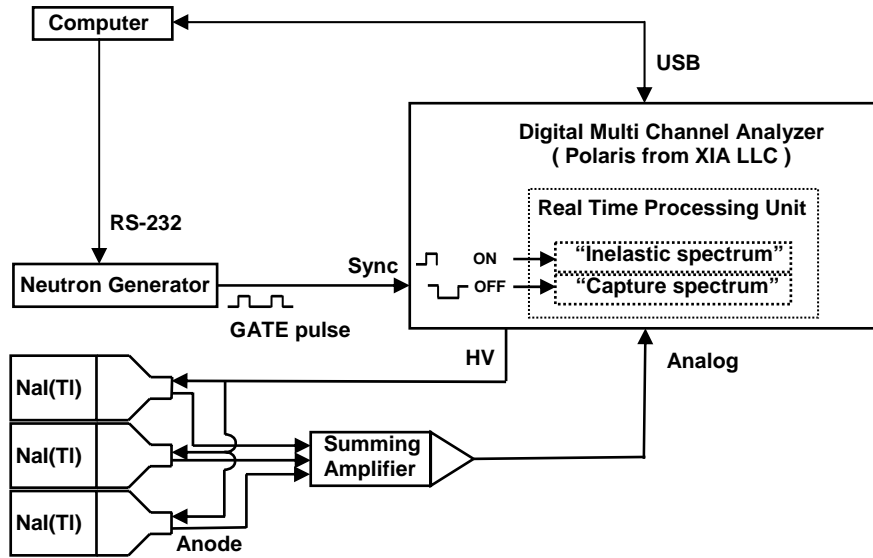 Computer
USB
Digital Multi Channel Analyzer
( Polaris from XIA LLC )
Real Time Processing Unit
RS-232
Sync
ON
“Inelastic spectrum”
Neutron Generator
OFF
“Capture spectrum”
GATE pulse
HV
Analog
NaI(Tl)
NaI(Tl)
Summing
Amplifier
NaI(Tl)
Anode